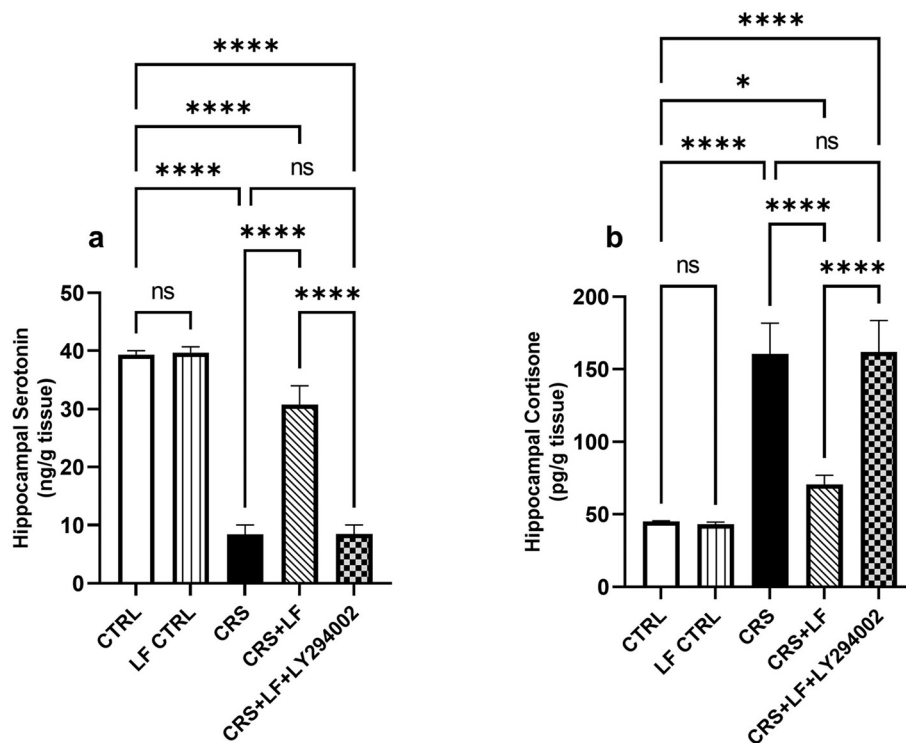 ****
****
**** ns
****
a
****
ns
50
40
30
20
10
0
Hippocampal Serotonin
(ng/g tissue)
CTRL
LF CTRL
CRS
CRS+LF
CRS+LF+LY294002
****
*
**** ns
****
b
****
ns
200
150
100
50
0
Hippocampal Cortisone
(pg/g tissue)
CTRL
LF CTRL
CRS
CRS+LF
CRS+LF+LY294002